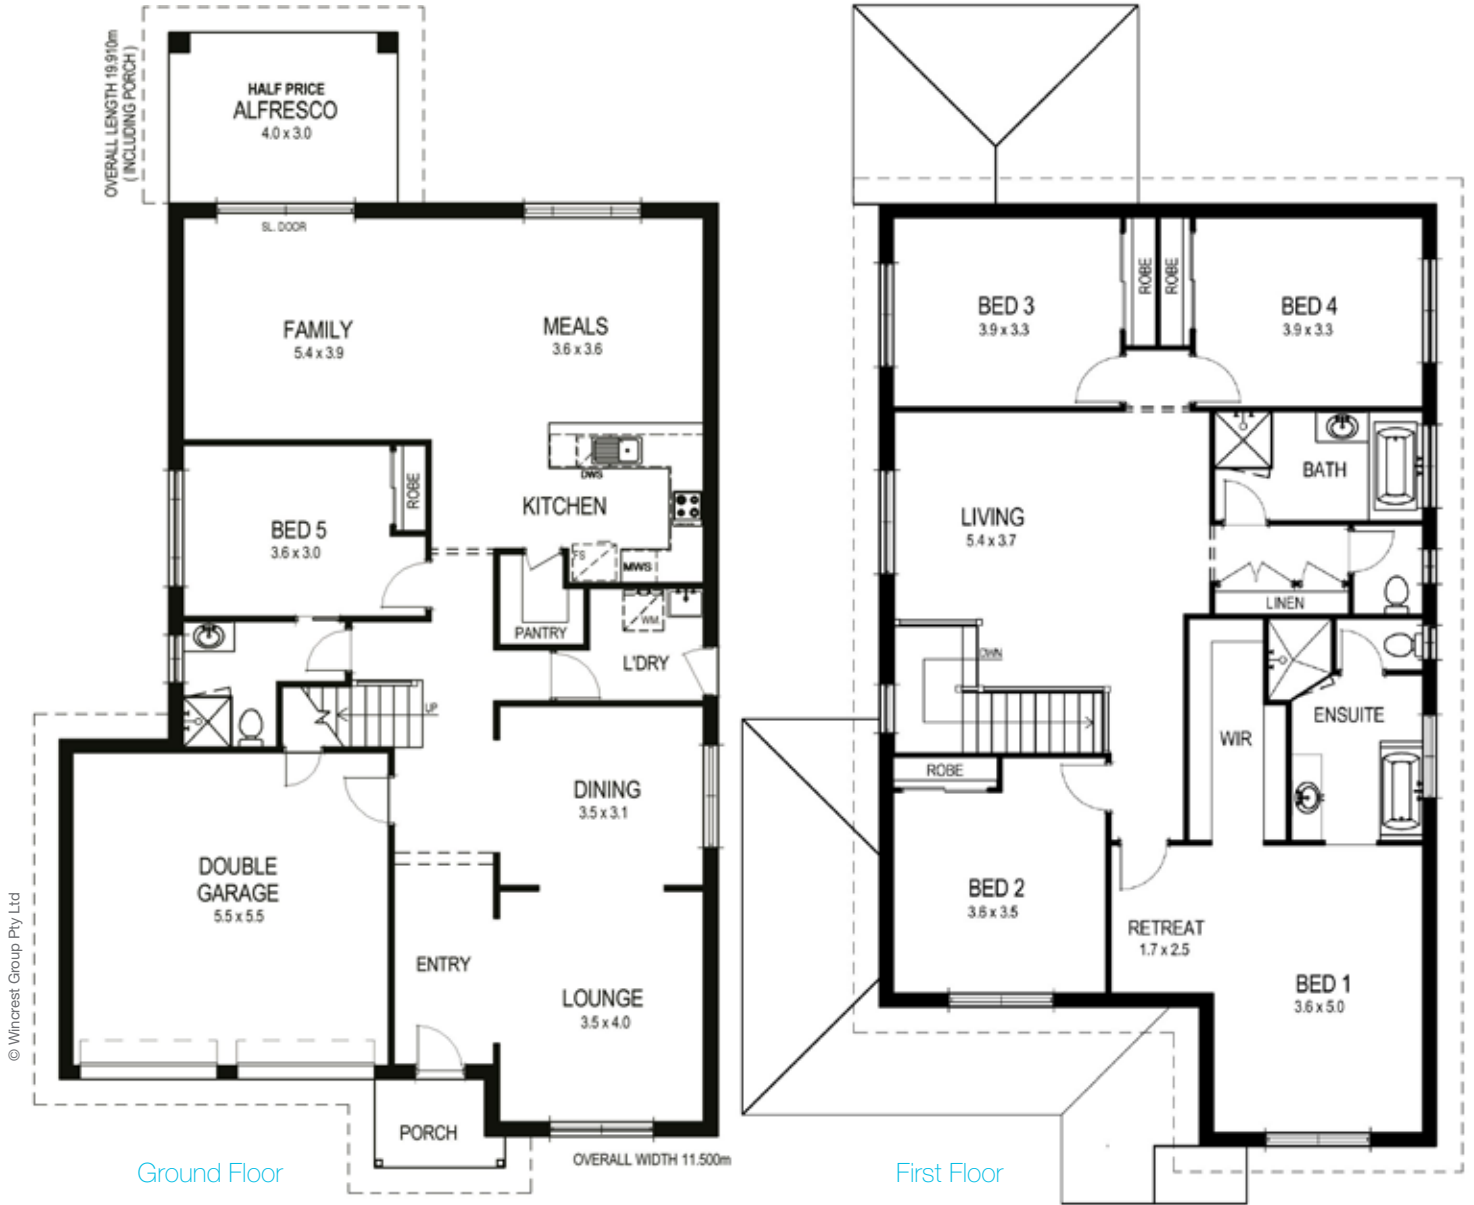 OVERALL LENGTH 19.910m
( INCLUDING PORCH )
HALF PRICE
ALFRESCO
4.0 x 3.0
SL. DOOR
FAMILY
5.4 x 3.9
MEALS
3.6 x 3.6
DWS
KITCHEN
ROBE
BED 5
3.6 x 3.0
FS
MWS
PANTRY
WM
L'DRY
UP
DINING
3.5 x 3.1
DOUBLE
GARAGE
5.5 x 5.5
ENTRY
LOUNGE
3.5 x 4.0
PORCH
OVERALL WIDTH 11.500m
Ground Floor
© Wincrest Group Pty Ltd
BED 3
3.9 x 3.3
ROBE
ROBE
BED 4
3.9 x 3.3
BATH
LIVING
5.4 x 3.7
LINEN
DWN
ENSUITE
WIR
ROBE
BED 2
3.6 x 3.5
RETREAT
1.7 x 2.5
BED 1
3.6 x 5.0
First Floor